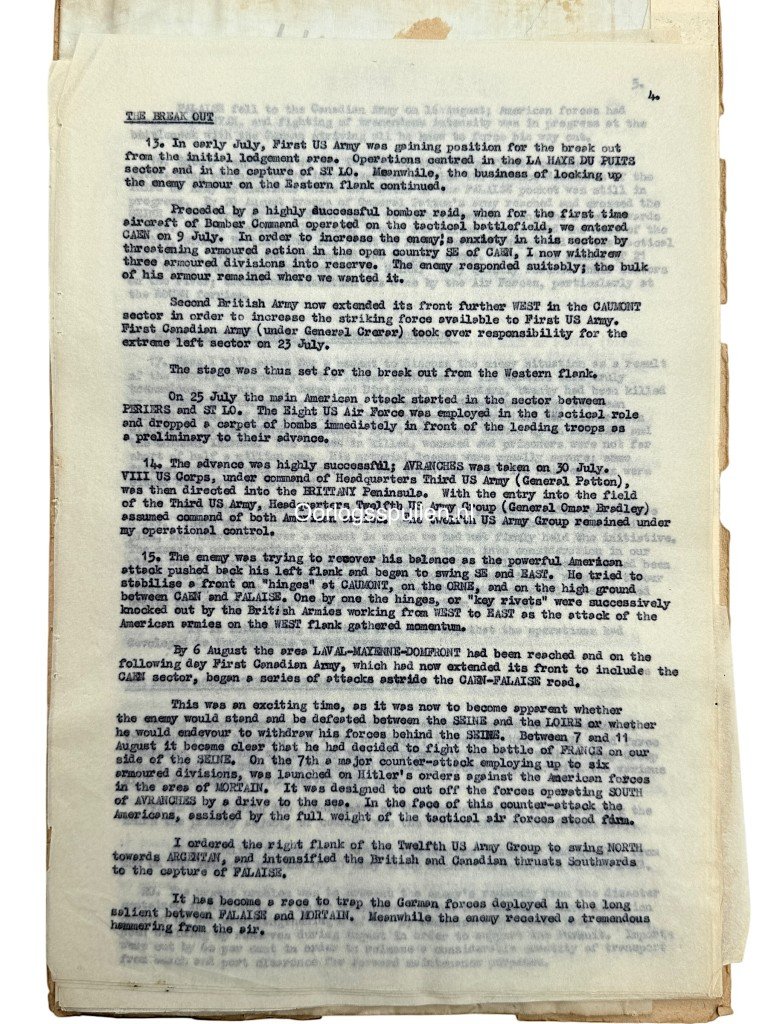 5.
4.
THE BREAK OUT
13. In early July, First US Army was gaining position for the break out
from the initial lodgement area. Operations centred in the LA HAYE DU PUITS
sector and in the capture of ST LO. Meanwhile, the business of locking up
the enemy armour on the Eastern flank continued.
Preceded by a highly successful bomber raid, when for the first time
aircraft of Bomber Command operated on the tactical battlefield, we entered
CAEN on 9 July. In order to increase the enemy's anxiety in this sector by
threatening armoured action in the open country SE of CAEN, I now withdrew
three armoured divisions into reserve. The enemy responded suitably; the bulk
of his armour remained where we wanted it.
Second British Army now extended its front further WEST in the CAUMONT
sector in order to increase the striking force available to First US Army.
First Canadian Army (under General Crerar) took over responsibility for the
extreme left sector on 23 July.
The stage was thus set for the break out from the Western flank.
On 25 July the main American attack started in the sector between
PERIERS and ST LO. The Eight US Air Force was employed in the tactical role
and dropped a carpet of bombs immediately in front of the leading troops as
a preliminary to their advance.
14. The advance was highly successful; AVRANCHES was taken on 30 July.
VIII US Corps, under command of Headquarters Third US Army (General Patton),
was then directed into the BRITTANY Peninsula. With the entry into the field
of the Third US Army, Headquarters Twelfth US Army Group (General Omar Bradley)
assumed command of both American The Twelfth US Army Group remained under
my operational control.
Oorlogsspullen.nl
15. The enemy was trying to recover his balance as the powerful American
attack pushed back his left flank and began to swing SE and EAST. He tried to
stabilise a front on "hinges" at CAUMONT, on the ORNE, and on the high ground
between CAEN and FALAISE. One by one the hinges, or "key rivets" were successively
knocked out by the British Armies working from WEST to EAST as the attack of the
American armies on the WEST flank gathered momentum.
By 6 August the area LAVAL-MAYENNE-DOMFRONT had been reached and on the
following day First Canadian Army, which had now extended its front to include the
CAEN sector, began a series of attacks astride the CAEN-FALAISE road.
This was an exciting time, as it was now to become apparent whether
the enemy would stand and be defeated between the SEINE and the LOIRE or whether
he would endevour to withdraw his forces behind the SEINE. Between 7 and 11
August it became clear that he had decided to fight the battle of FRANCE on our
side of the SEINE. On the 7th a major counter-attack employing up to six
armoured divisions, was launched on Hitler's orders against the American forces
in the area of MORTAIN. It was designed to cut off the forces operating SOUTH
of AVRANCHES by a drive to the sea. In the face of this counter-attack the
Americans, assisted by the full weight of the tactical air forces stood firm.
I ordered the right flank of the Twelfth US Army Group to swing NORTH
towards ARGENTAN, and intensified the British and Canadian thrusts Southwards
to the capture of FALAISE.
It has become a race to trap the German forces deployed in the long
salient between FALAISE and MORTAIN. Meanwhile the enemy received a tremendous
hammering from the air.